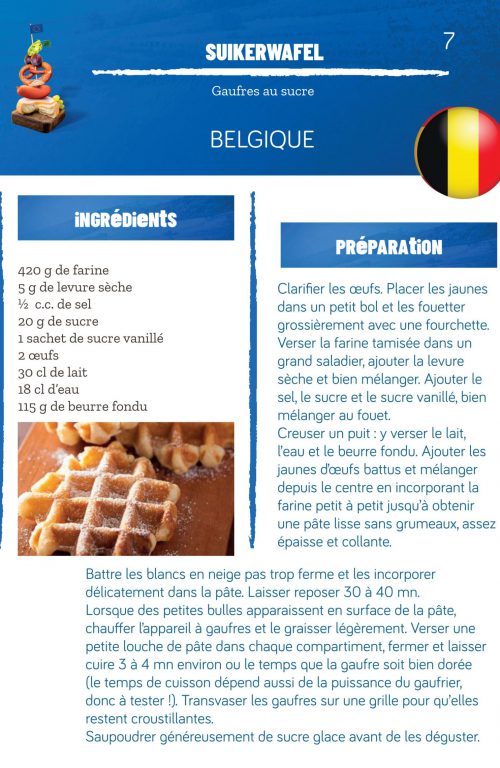 SUIKERWAFEL
7
Gaufres au sucre
BELGIQUE
iNGRéDieNtS
420 g de farine
5 g de levure sèche
½ c.c. de sel
20 g de sucre
1 sachet de sucre vanillé
2 œufs
30 cl de lait
18 cl d’eau
115 g de beurre fondu
PRéPARAtiON
Clarifier les œufs. Placer les jaunes
dans un petit bol et les fouetter
grossièrement avec une fourchette.
Verser la farine tamisée dans un
grand saladier, ajouter la levure
sèche et bien mélanger. Ajouter le
sel, le sucre et le sucre vanillé, bien
mélanger au fouet.
Creuser un puit : y verser le lait,
l’eau et le beurre fondu. Ajouter les
jaunes d’œufs battus et mélanger
depuis le centre en incorporant la
farine petit à petit jusqu’à obtenir
une pâte lisse sans grumeaux, assez
épaisse et collante.
Battre les blancs en neige pas trop ferme et les incorporer
délicatement dans la pâte. Laisser reposer 30 à 40 mn.
Lorsque des petites bulles apparaissent en surface de la pâte,
chauffer l’appareil à gaufres et le graisser légèrement. Verser une
petite louche de pâte dans chaque compartiment, fermer et laisser
cuire 3 à 4 mn environ ou le temps que la gaufre soit bien dorée
(le temps de cuisson dépend aussi de la puissance du gaufrier,
donc à tester !). Transvaser les gaufres sur une grille pour qu’elles
restent croustillantes.
Saupoudrer généreusement de sucre glace avant de les déguster.